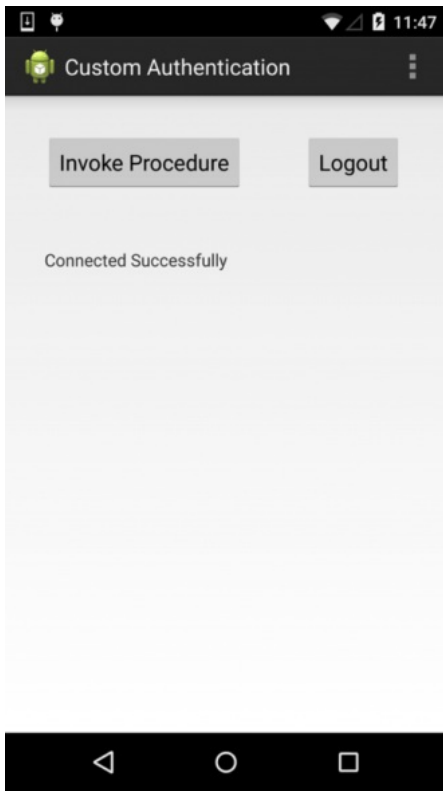 11:47
Custom Authentication
Invoke Procedure Logout
Connected Successfully